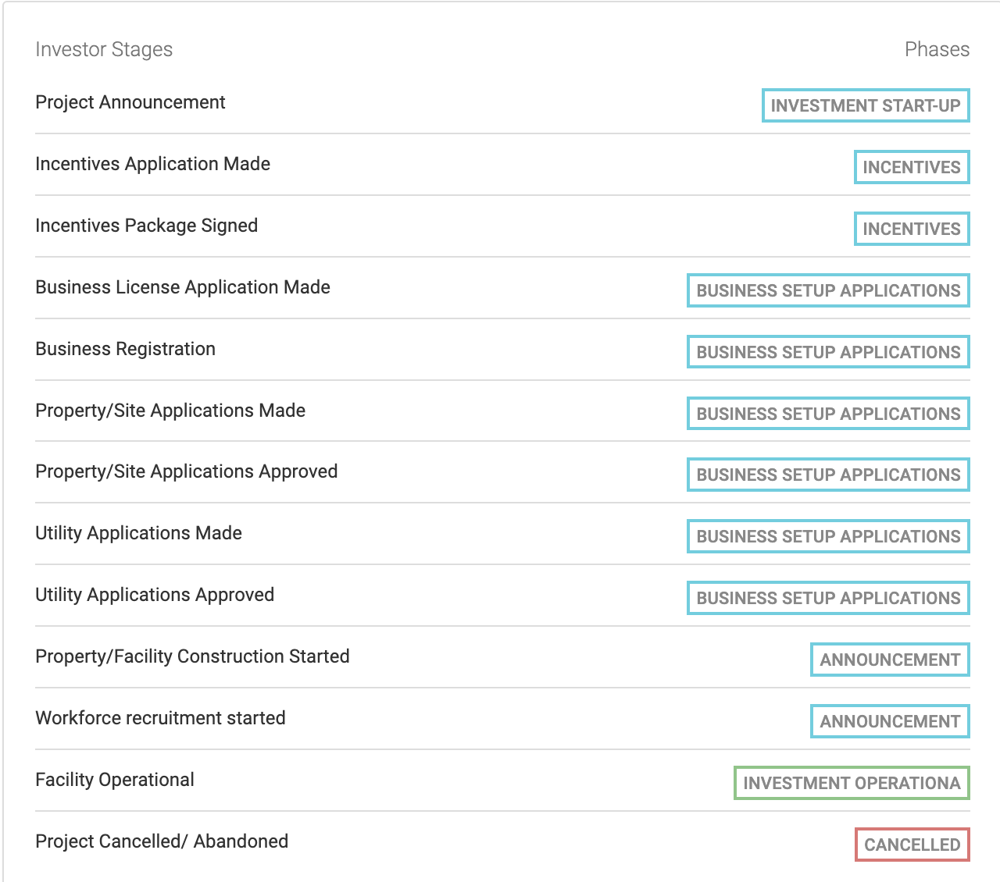 Investor Stages Phases
Project Announcement INVESTMENT START-UP
Incentives Application Made INCENTIVES
Incentives Package Signed INCENTIVES
Business License Application Made BUSINESS SETUP APPLICATIONS
Business Registration BUSINESS SETUP APPLICATIONS
Property/Site Applications Made BUSINESS SETUP APPLICATIONS
Property/Site Applications Approved BUSINESS SETUP APPLICATIONS
Utility Applications Made BUSINESS SETUP APPLICATIONS
Utility Applications Approved BUSINESS SETUP APPLICATIONS
Property/Facility Construction Started ANNOUNCEMENT
Workforce recruitment started ANNOUNCEMENT
Facility Operational INVESTMENT OPERATIONA
Project Cancelled/ Abandoned CANCELLED